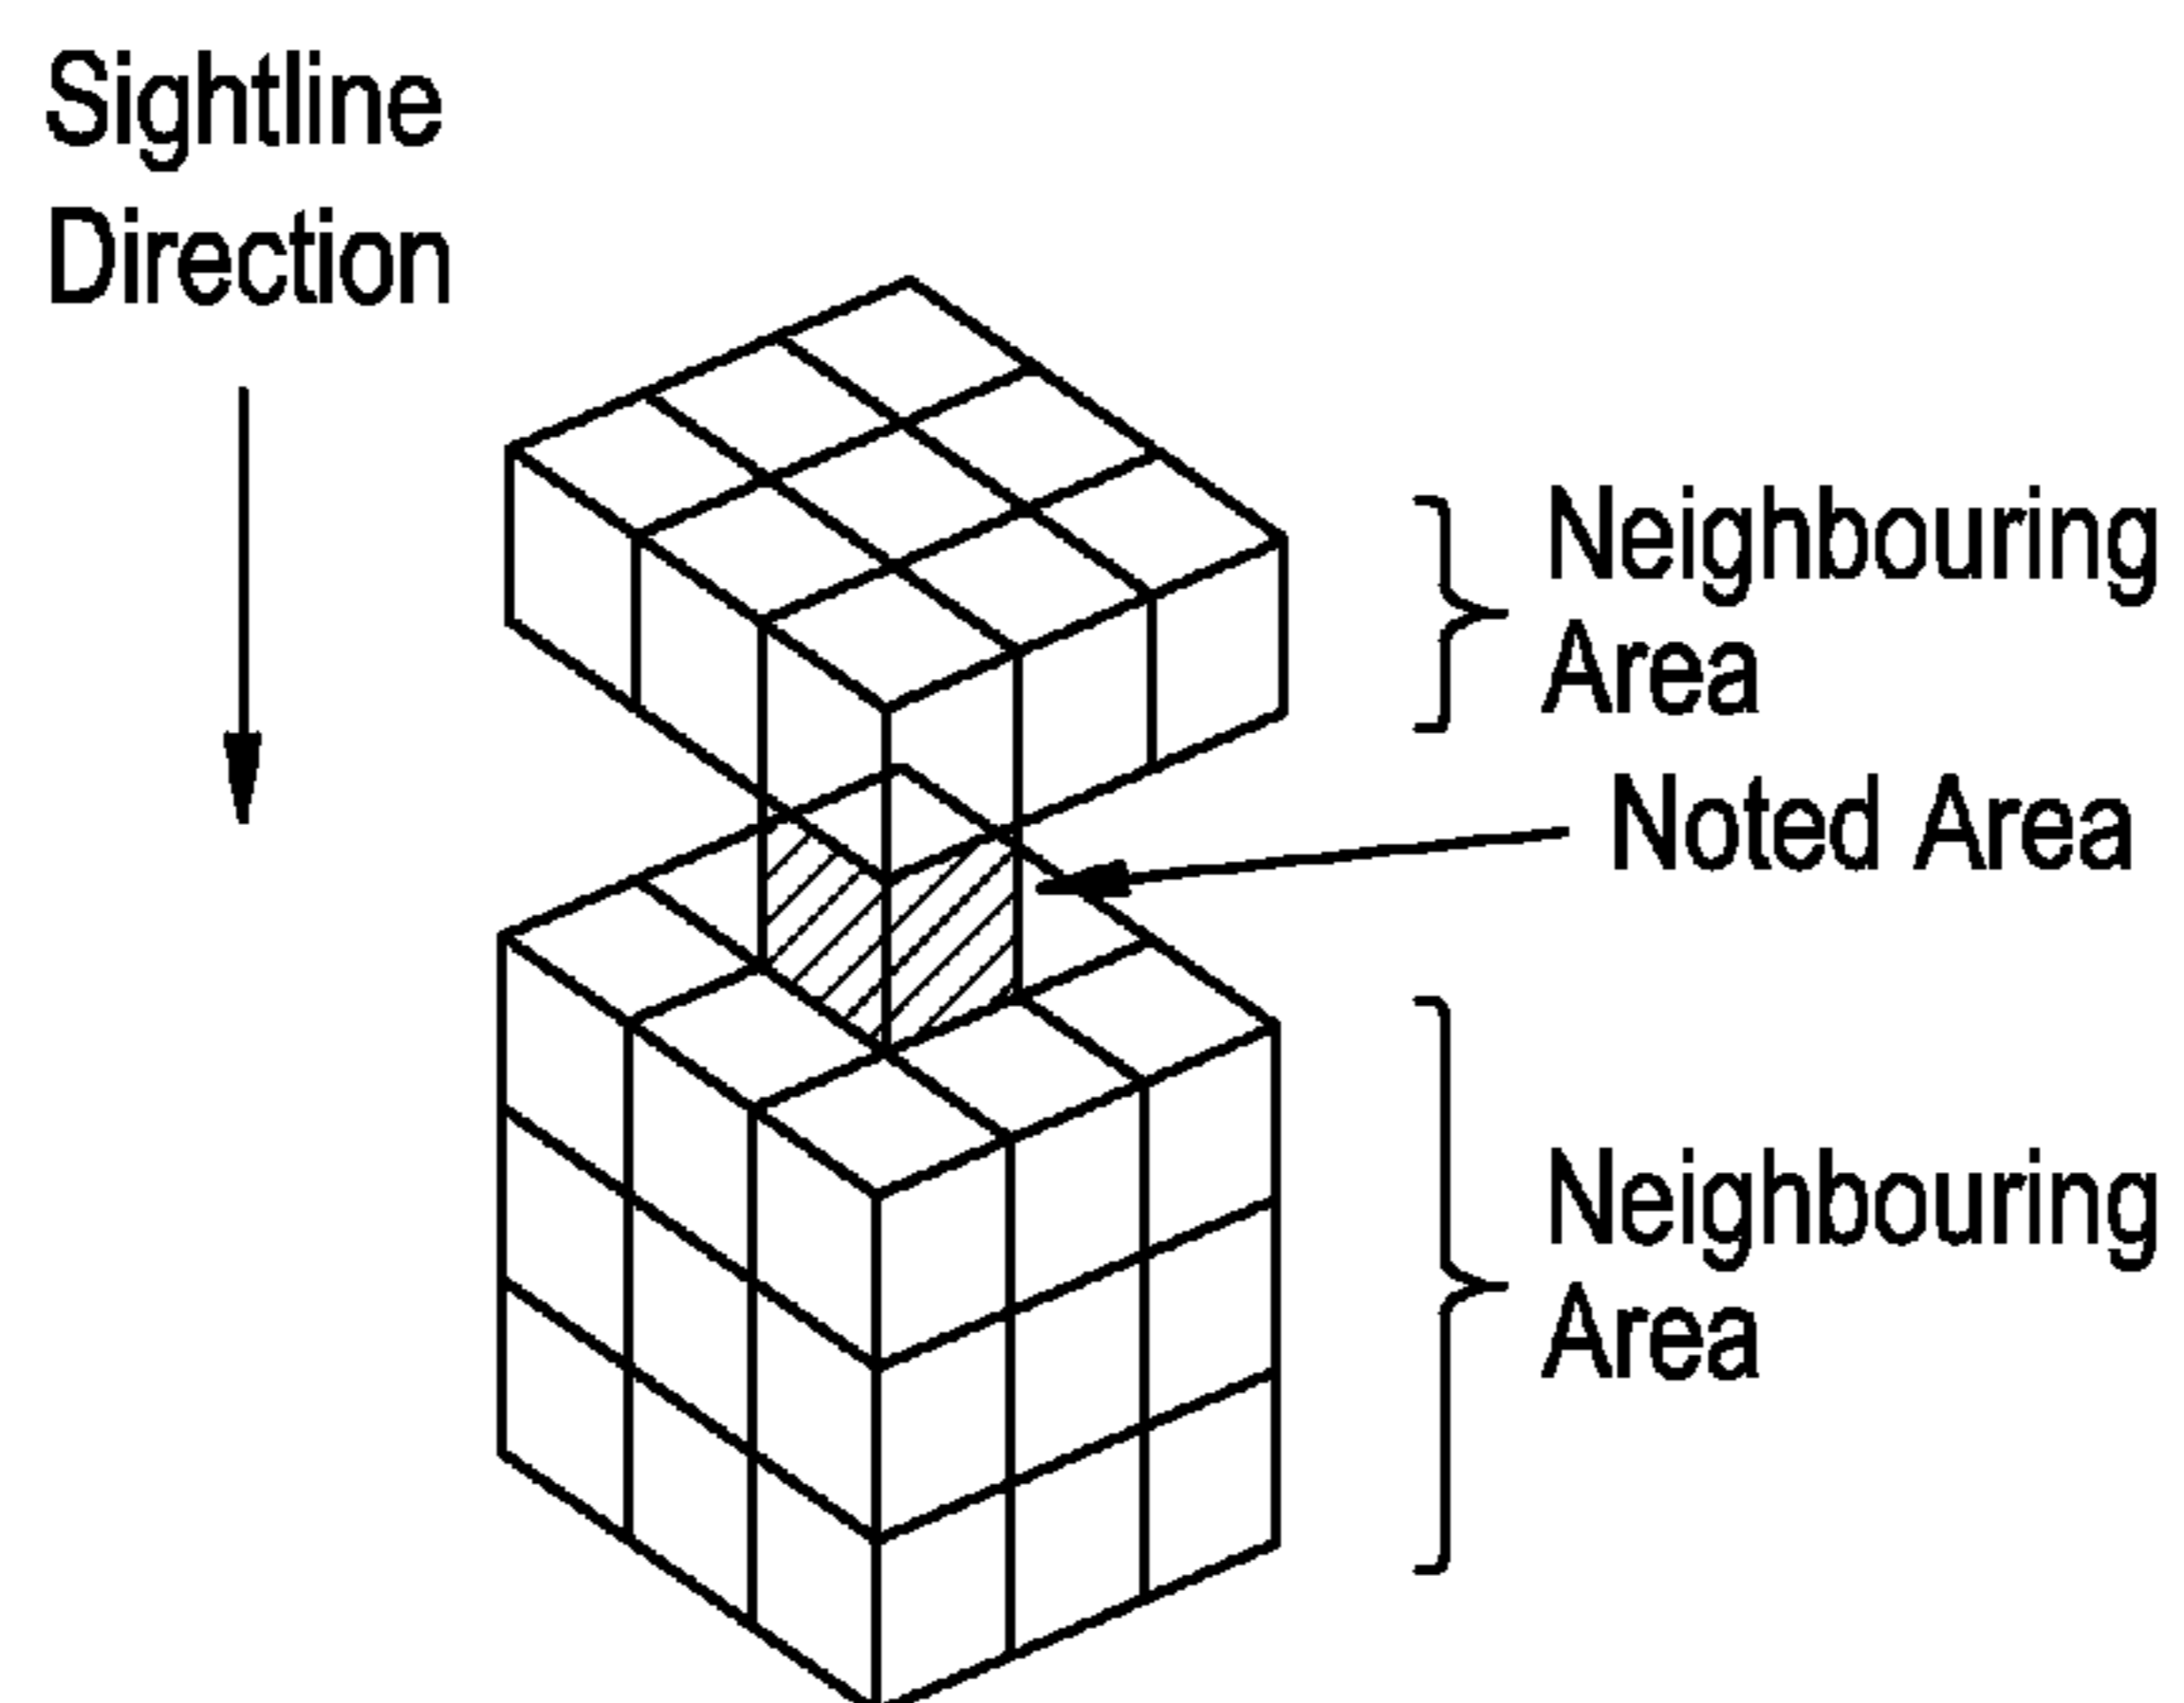 Sightline
Direction
Neighbouring
Area
Noted Area
Neighbouring
Area